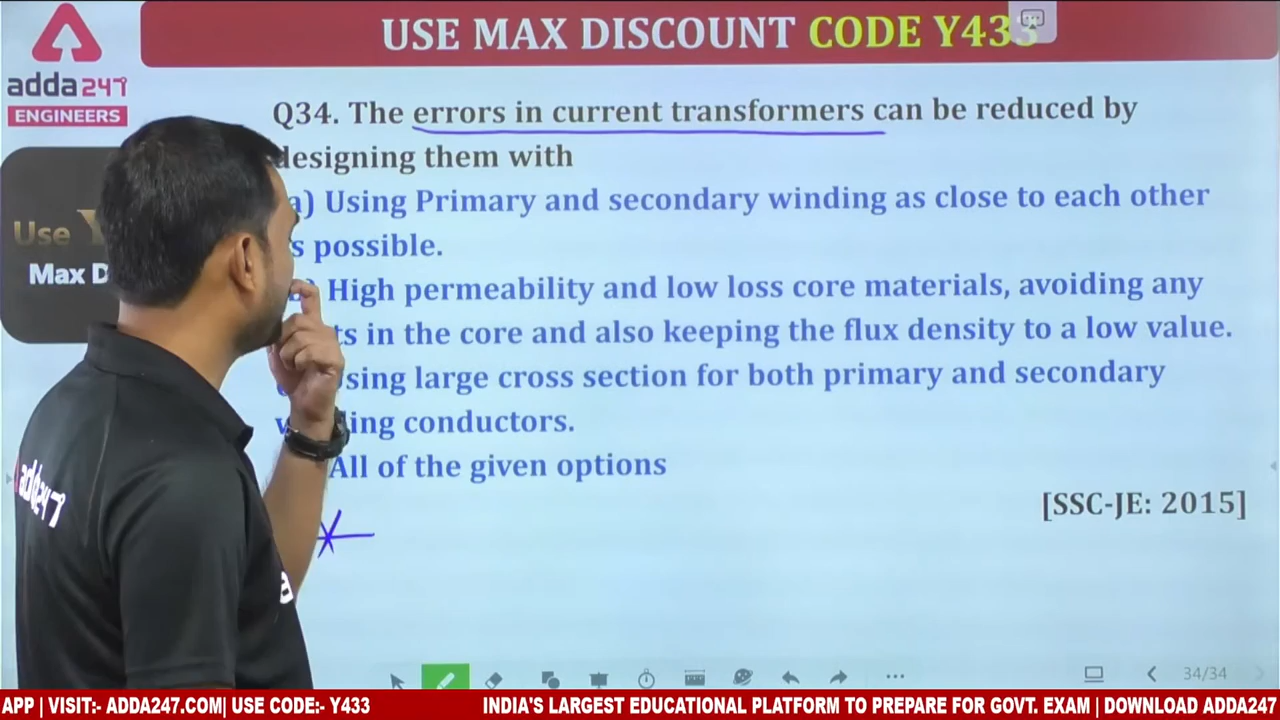 USE MAX DISCOUNT CODE Y433
adda247
ENGINEERS
Q34. The errors in current transformers can be reduced by
designing them with
a) Using Primary and secondary winding as close to each other
s possible.
High permeability and low loss core materials, avoiding any
ts in the core and also keeping the flux density to a low value.
sing large cross section for both primary and secondary
ing conductors.
All of the given options
[SSC-JE: 2015]
Use Y
Max D
adda247
34/34
APP | VISIT:- ADDA247.COM| USE CODE:- Y433 INDIA'S LARGEST EDUCATIONAL PLATFORM TO PREPARE FOR GOVT. EXAM | DOWNLOAD ADDA247